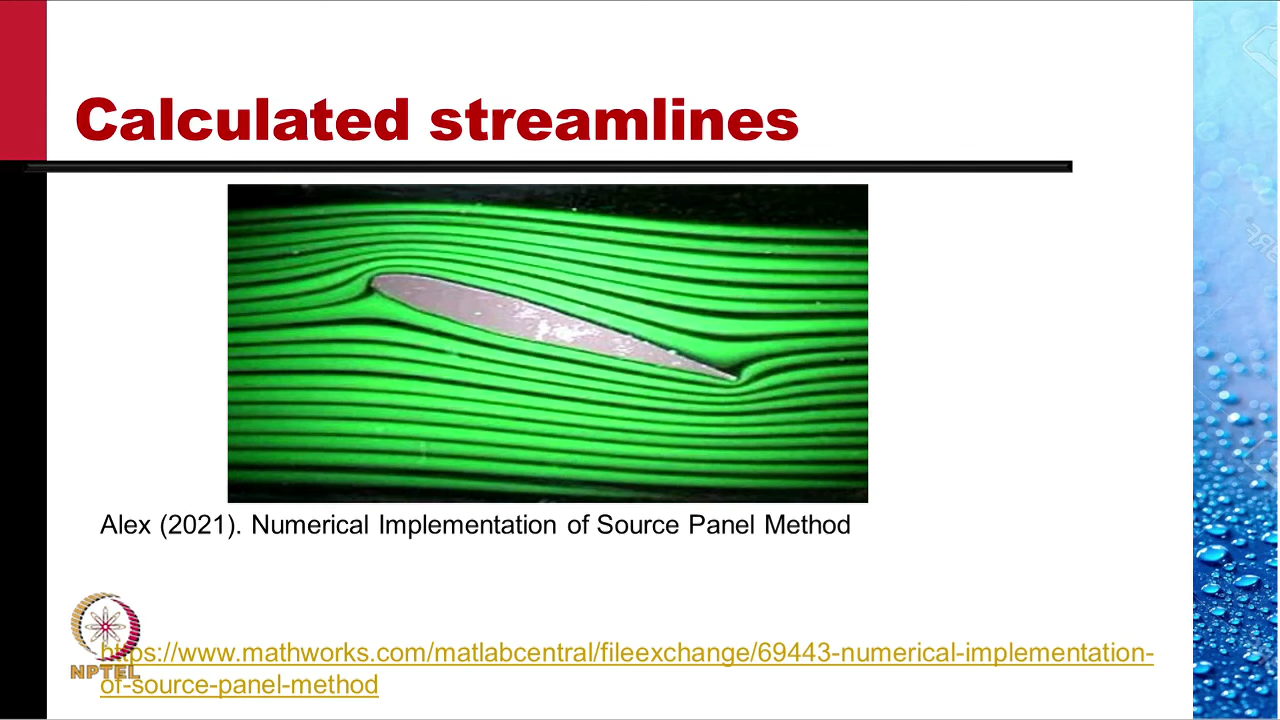 Calculated streamlines
Alex (2021). Numerical Implementation of Source Panel Method
https://www.mathworks.com/matlabcentral/fileexchange/69443-numerical-implementation-
of-source-panel-method
NPTEL